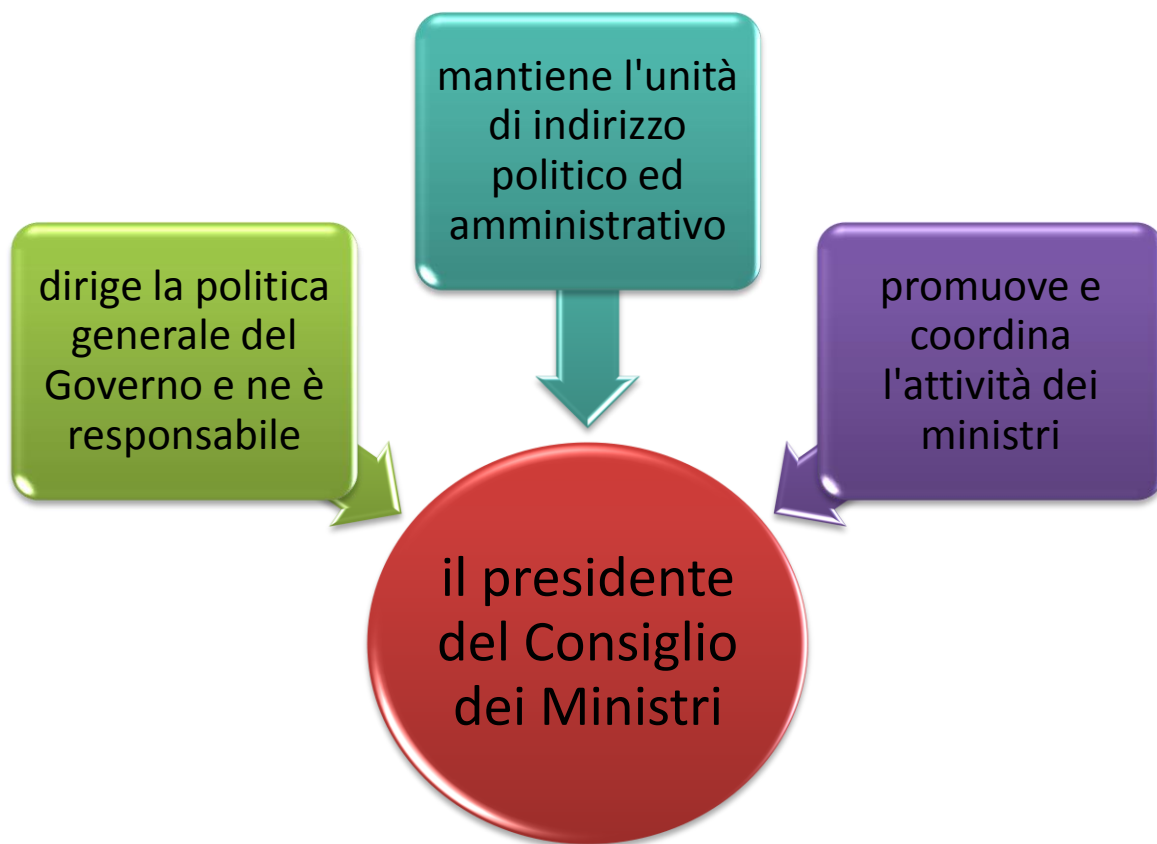 dirige la politica
generale del
Governo e ne è
responsabile
mantiene l'unità
di indirizzo
politico ed
amministrativo
promuove e
coordina
l'attività dei
ministri
il presidente
del Consiglio
dei Ministri